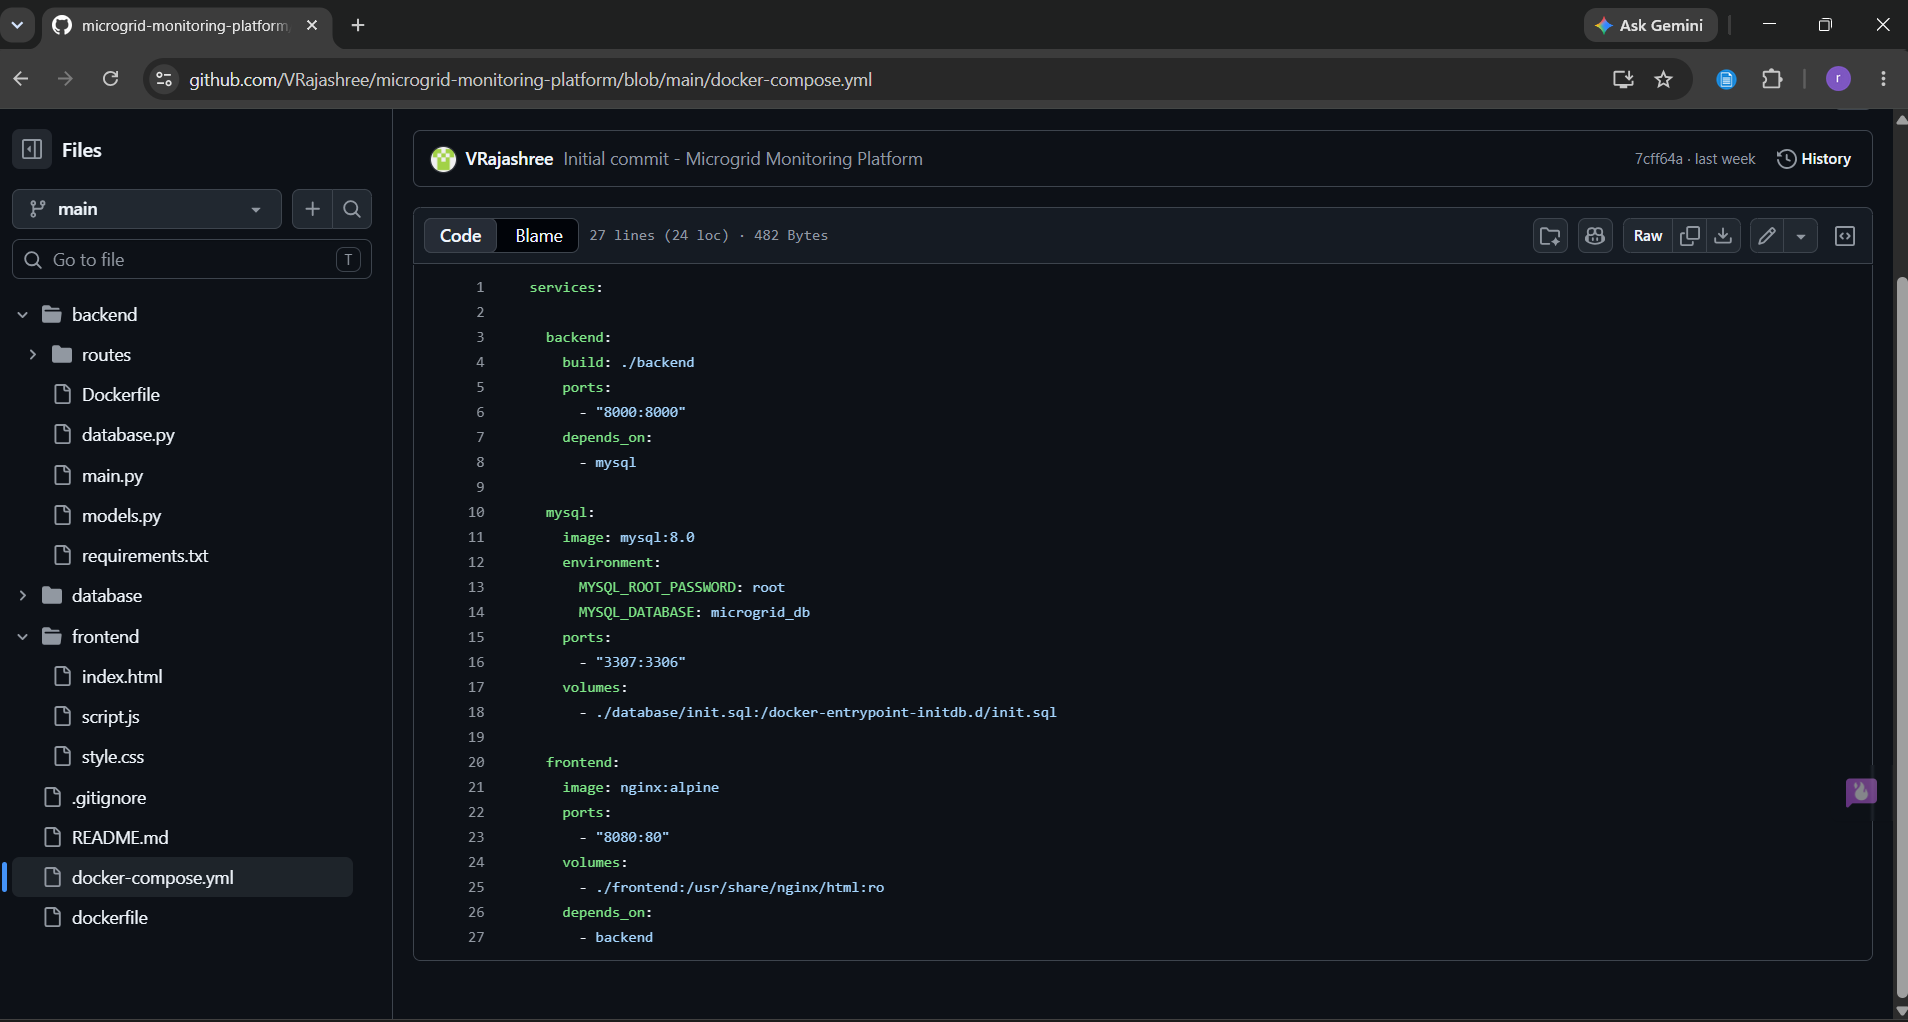 microgrid-monitoring-platform
Ask Gemini
github.com/VRajashree/microgrid-monitoring-platform/blob/main/docker-compose.yml
r
Files
main
Go to file
T
backend
routes
Dockerfile
database.py
main.py
models.py
requirements.txt
database
frontend
index.html
script.js
style.css
.gitignore
README.md
docker-compose.yml
dockerfile
VRajashree Initial commit - Microgrid Monitoring Platform
7cff64a · last week
History
Code
Blame
27 lines (24 loc) · 482 Bytes
Raw
1 services:
2
3   backend:
4     build: ./backend
5     ports:
6       - "8000:8000"
7     depends_on:
8       - mysql
9
10   mysql:
11     image: mysql:8.0
12     environment:
13       MYSQL_ROOT_PASSWORD: root
14       MYSQL_DATABASE: microgrid_db
15     ports:
16       - "3307:3306"
17     volumes:
18       - ./database/init.sql:/docker-entrypoint-initdb.d/init.sql
19
20   frontend:
21     image: nginx:alpine
22     ports:
23       - "8080:80"
24     volumes:
25       - ./frontend:/usr/share/nginx/html:ro
26     depends_on:
27       - backend